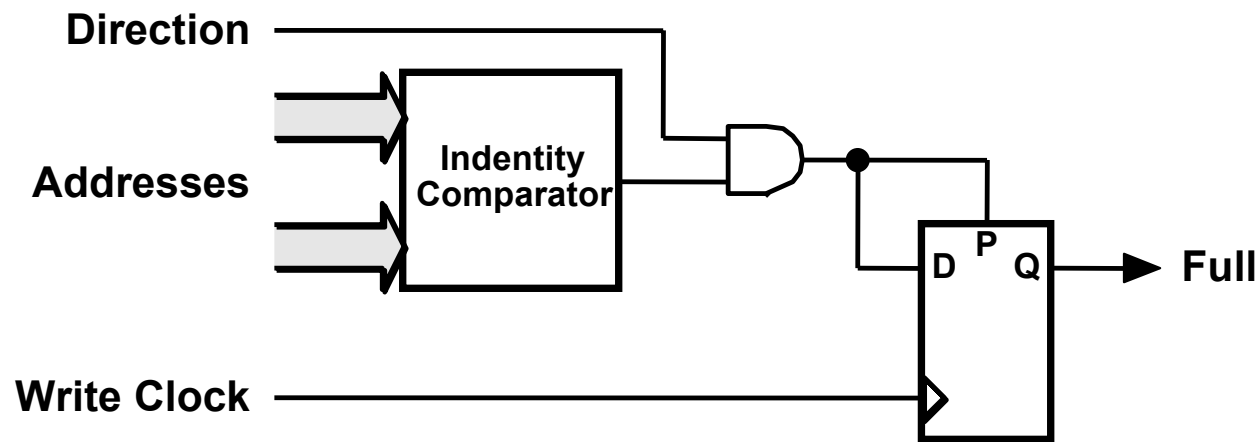 Direction
Addresses
Indentity
Comparator
P
D
Q
Full
Write Clock